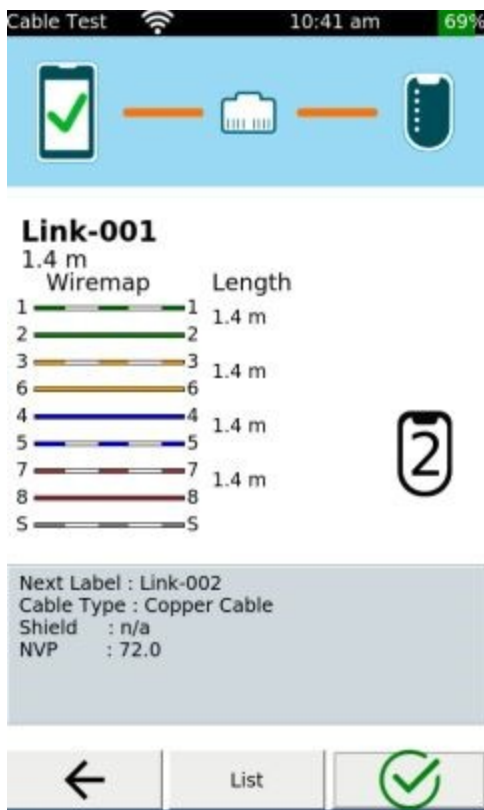 Cable Test 10:41 am 69%
Link-001
1.4 m
Wiremap Length
1 1
1.4 m
2 2
3 3
1.4 m
6 6
4 4
1.4 m
5 5
7 7
1.4 m
8 8
S S
2
Next Label : Link-002
Cable Type : Copper Cable
Shield : n/a
NVP : 72.0
List